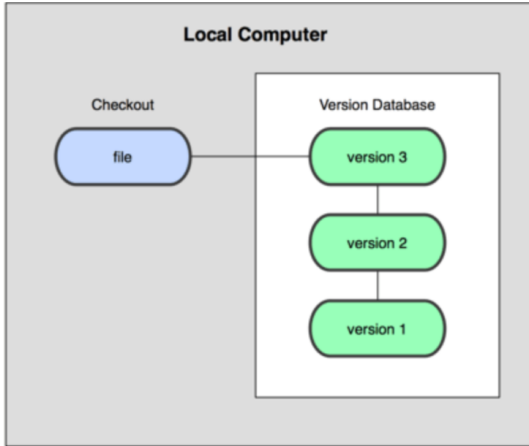 Local Computer
Checkout
Version Database
file
version 3
version 2
version 1